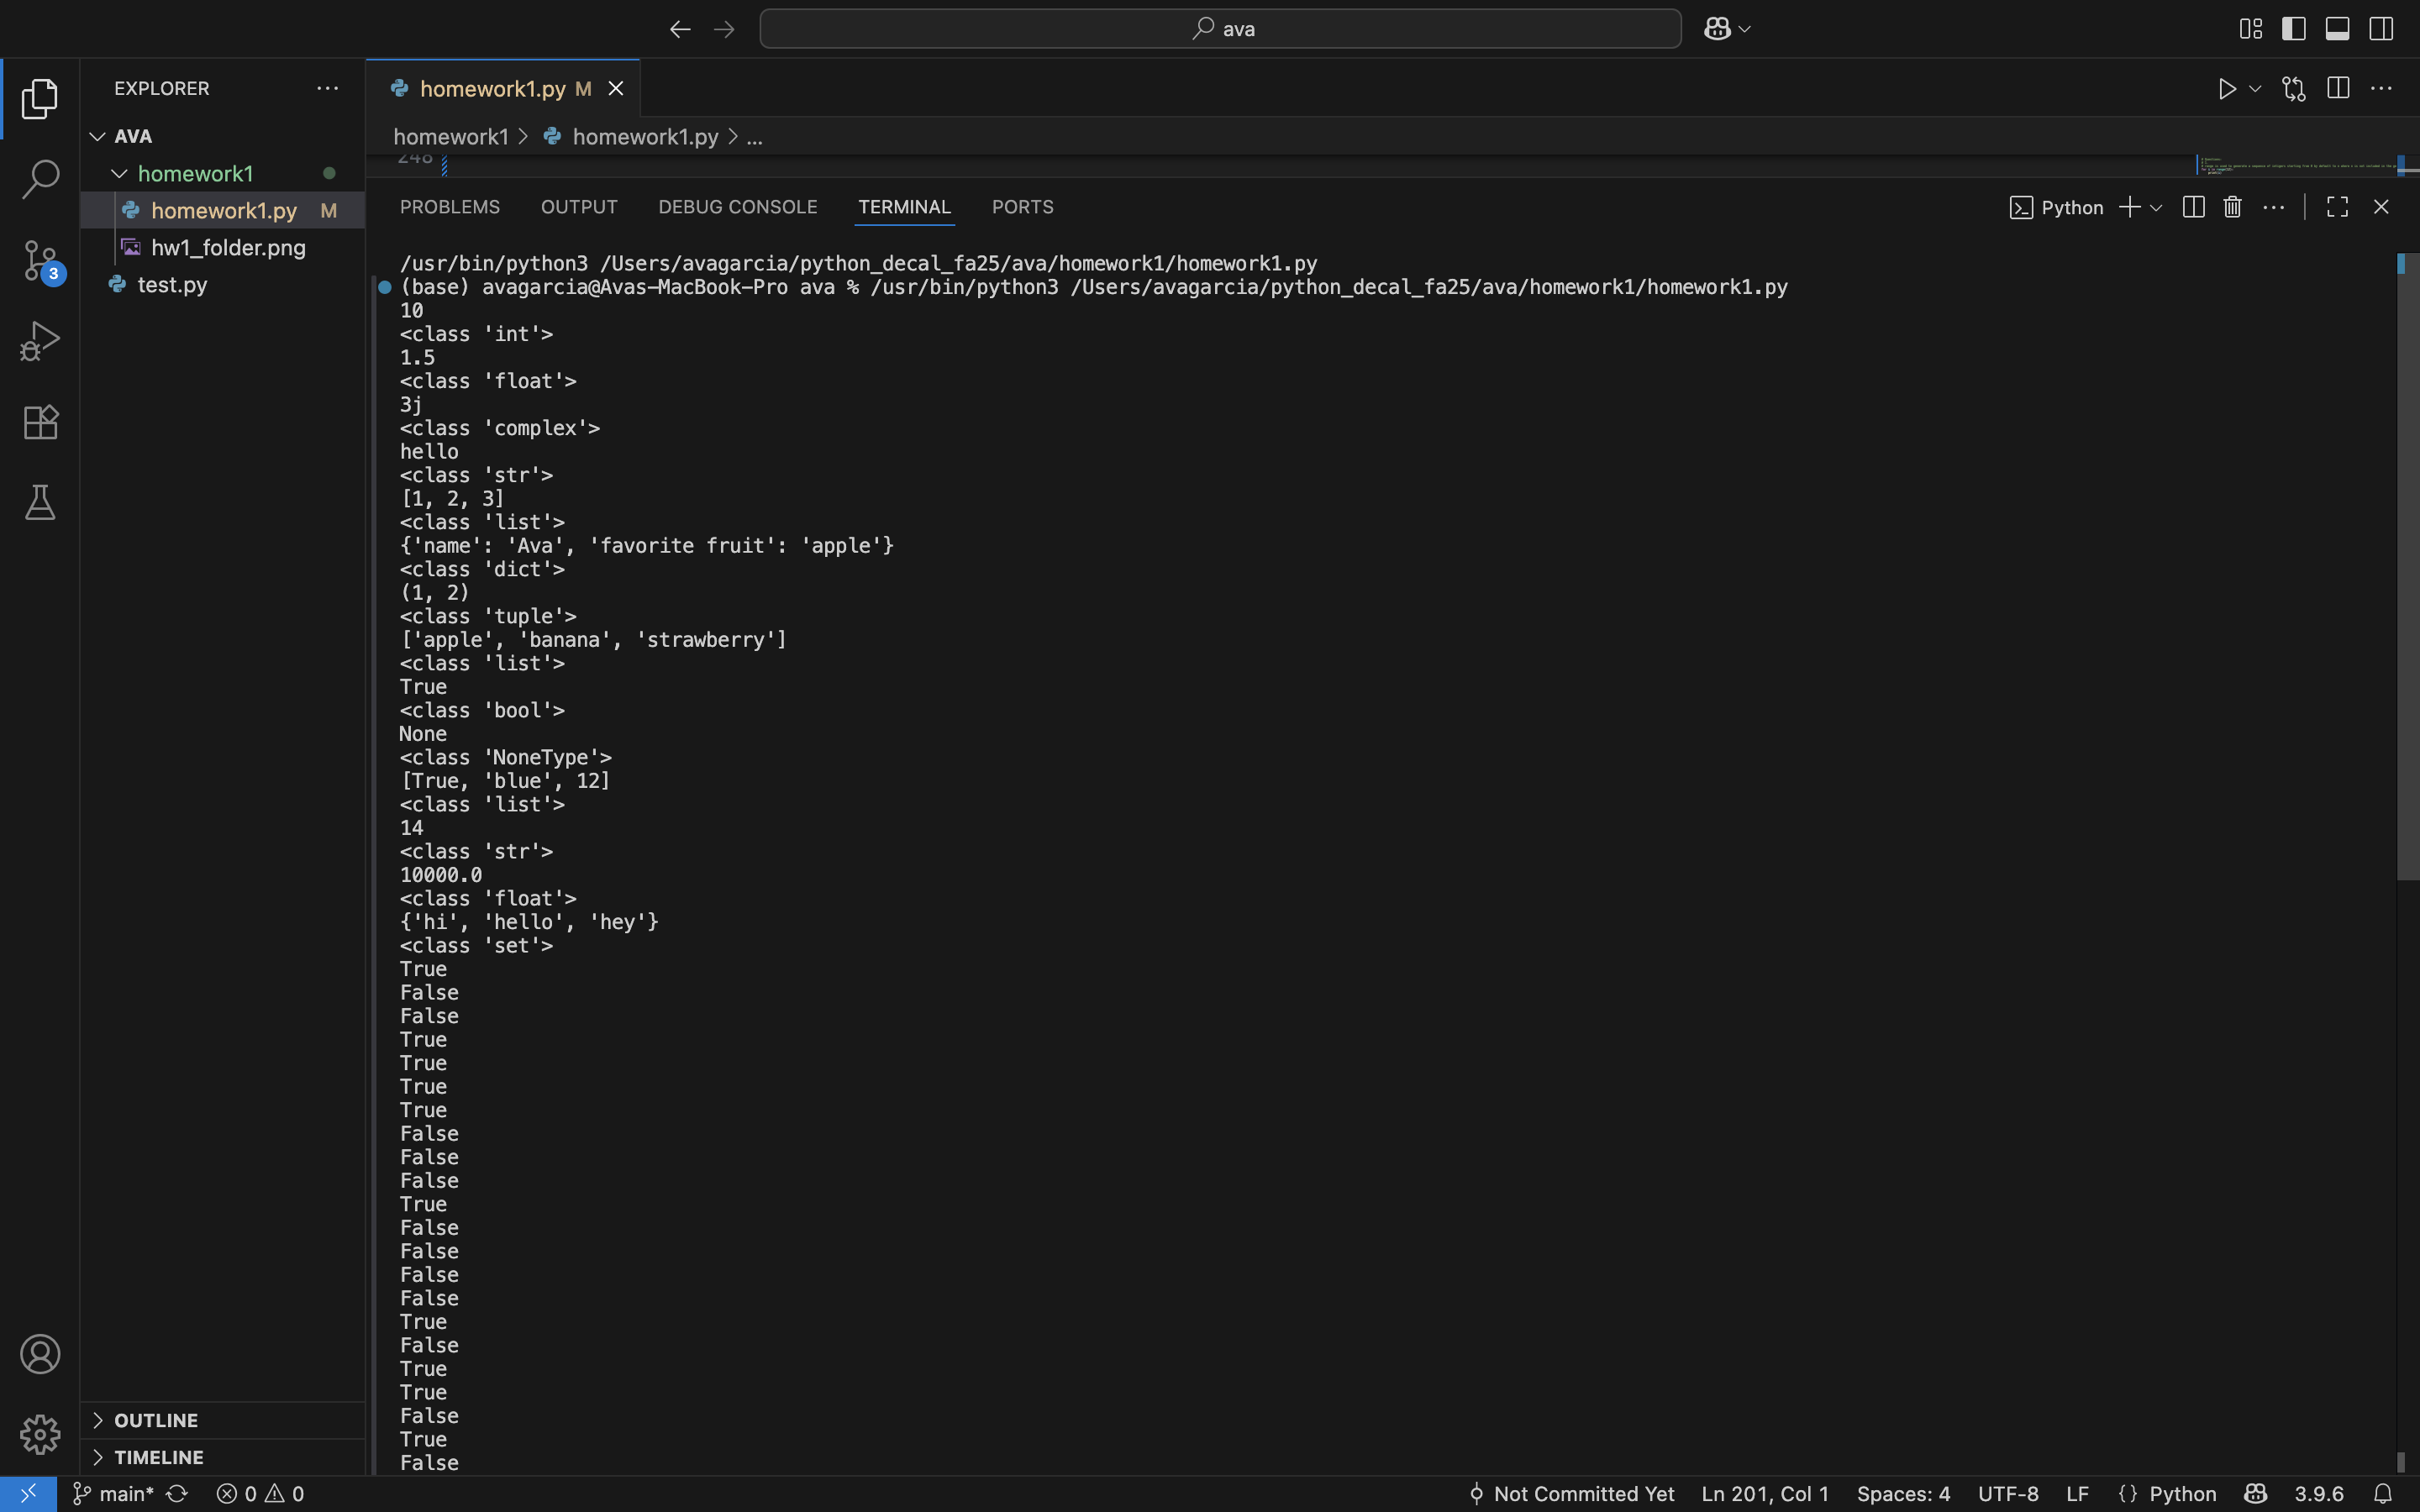 ava
EXPLORER
AVA
homework1
homework1.py M
hw1_folder.png
test.py
3
homework1.py M
homework1 > homework1.py > ...
248
PROBLEMS OUTPUT DEBUG CONSOLE TERMINAL PORTS
Python
/usr/bin/python3 /Users/avagarcia/python_decal_fa25/ava/homework1/homework1.py
(base) avagarcia@Avas-MacBook-Pro ava % /usr/bin/python3 /Users/avagarcia/python_decal_fa25/ava/homework1/homework1.py
10
<class 'int'>
1.5
<class 'float'>
3j
<class 'complex'>
hello
<class 'str'>
[1, 2, 3]
<class 'list'>
{'name': 'Ava', 'favorite fruit': 'apple'}
<class 'dict'>
(1, 2)
<class 'tuple'>
['apple', 'banana', 'strawberry']
<class 'list'>
True
<class 'bool'>
None
<class 'NoneType'>
[True, 'blue', 12]
<class 'list'>
14
<class 'str'>
10000.0
<class 'float'>
{'hi', 'hello', 'hey'}
<class 'set'>
True
False
False
True
True
True
True
False
False
False
True
False
False
False
False
True
False
True
True
False
True
False
OUTLINE
TIMELINE
main* 0 0
Not Committed Yet Ln 201, Col 1 Spaces: 4 UTF-8 LF {} Python 3.9.6